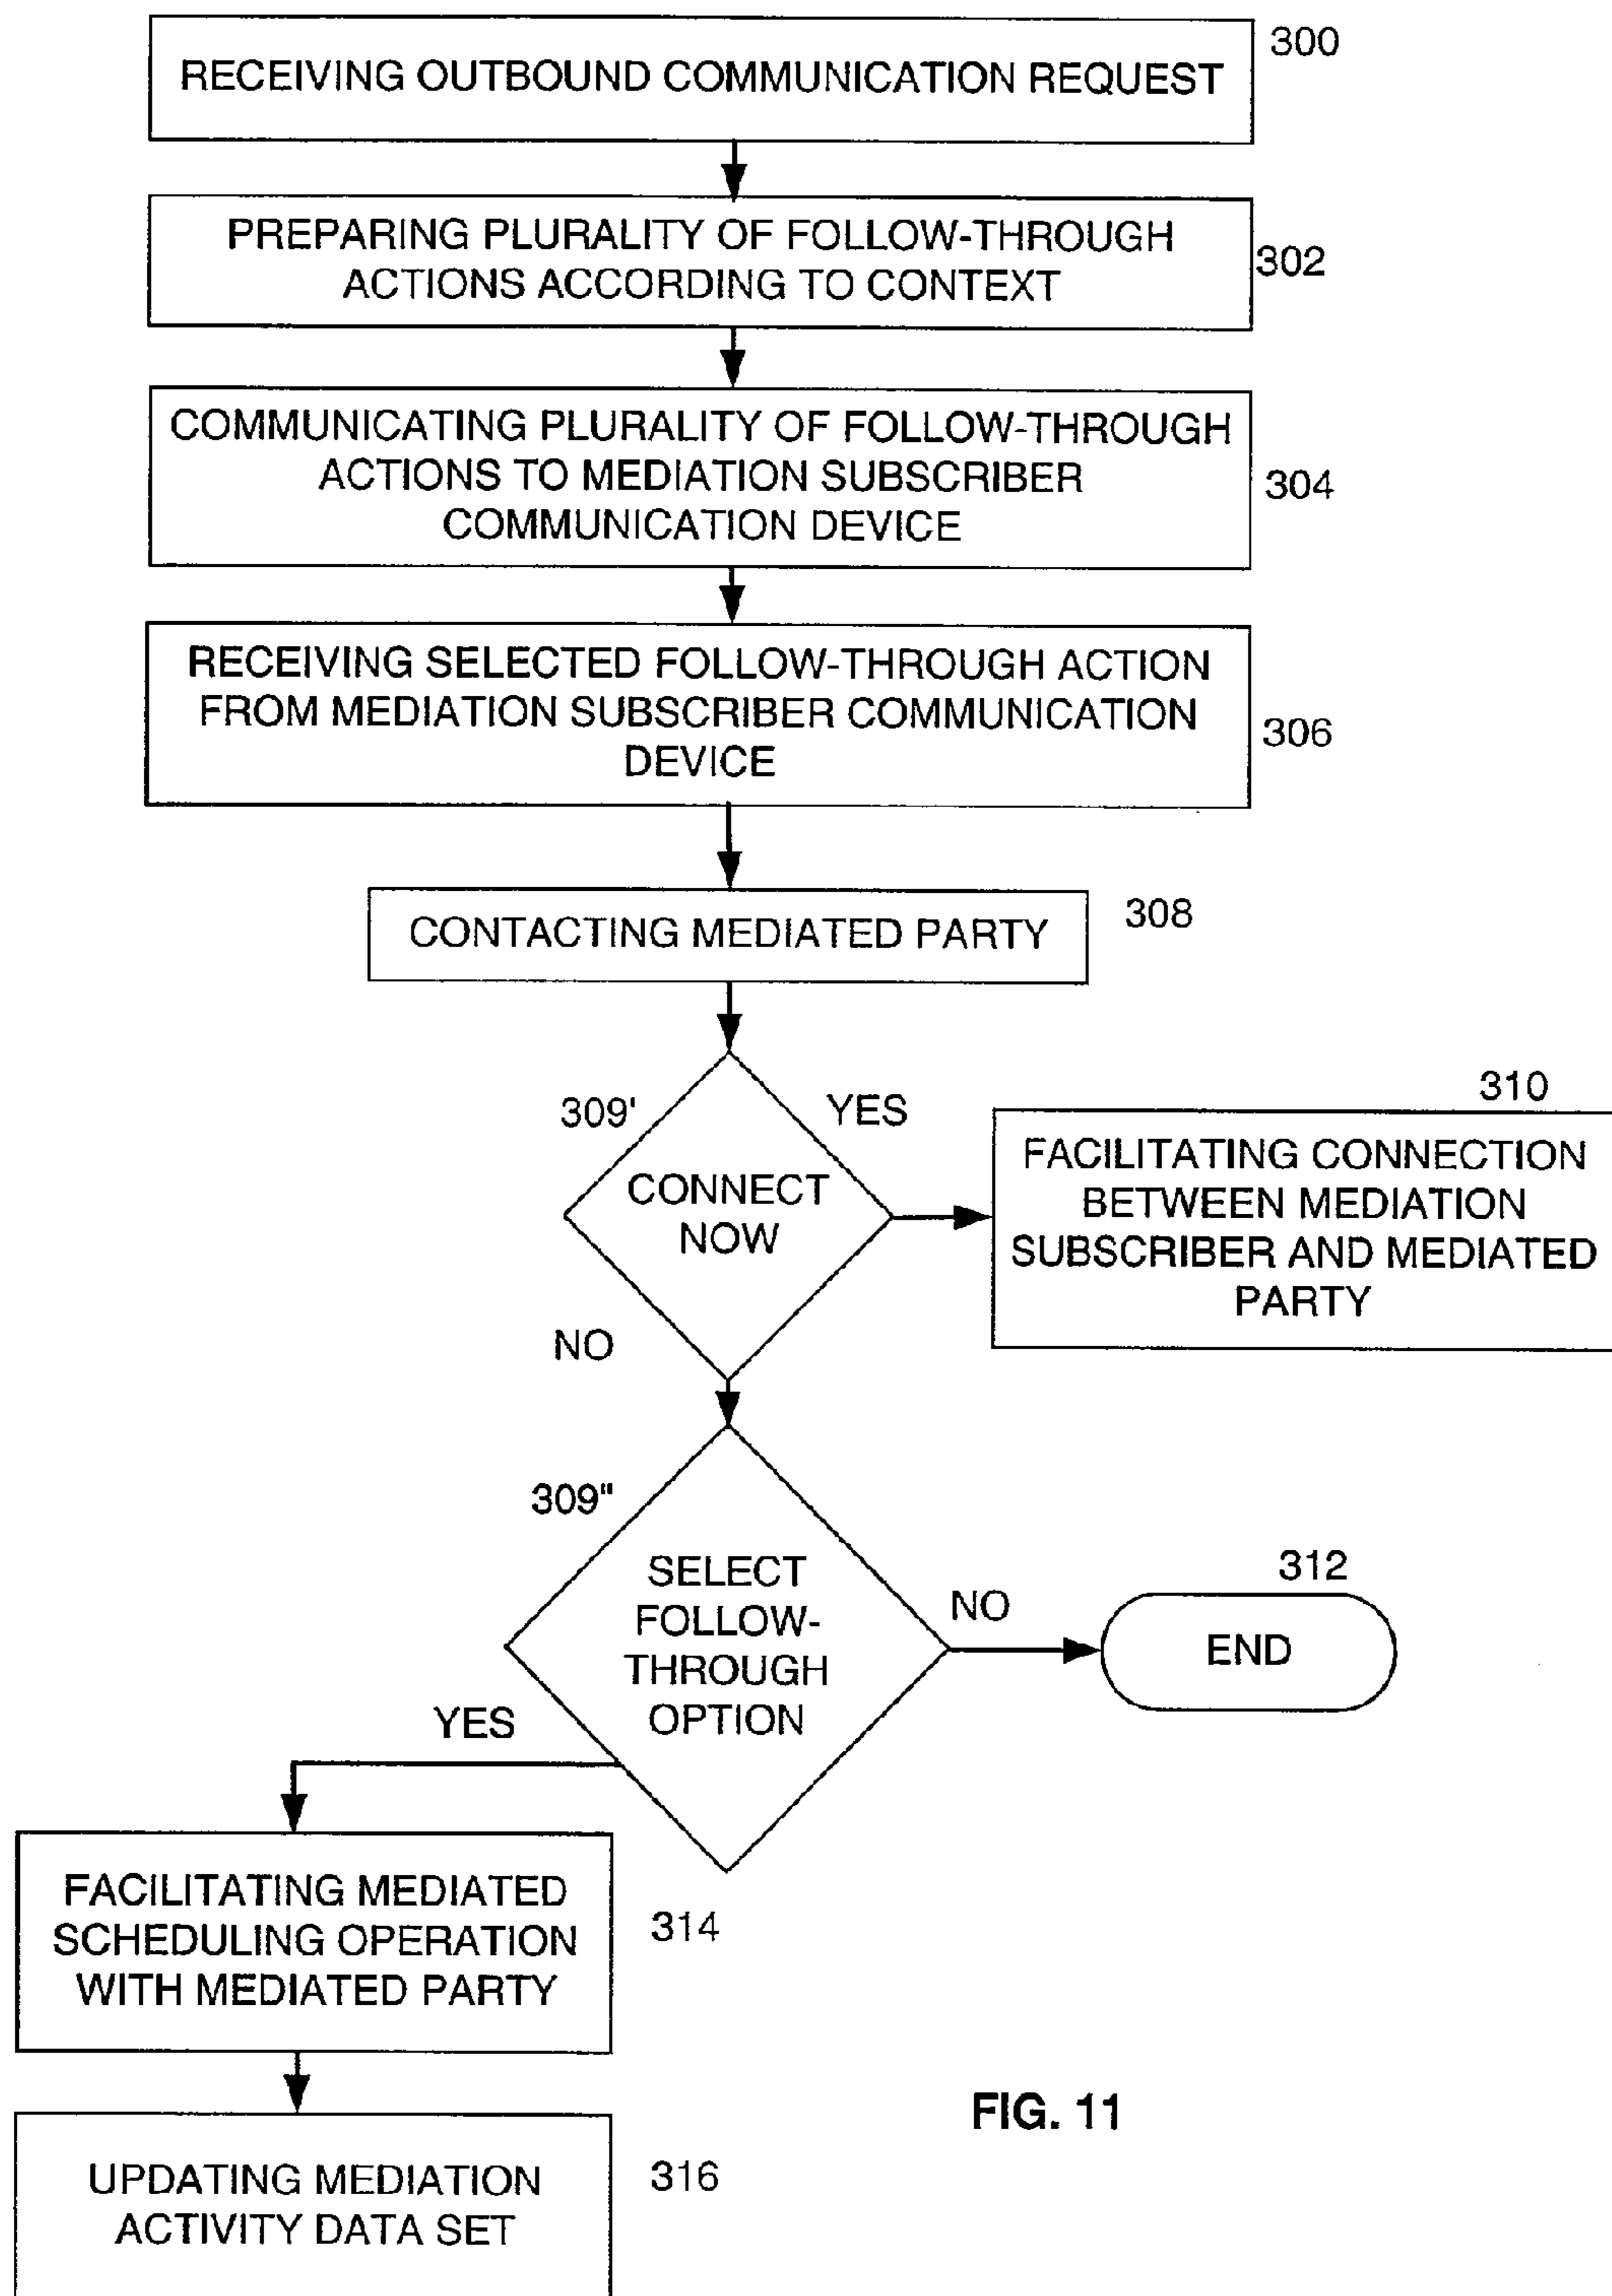 300
RECEIVING OUTBOUND COMMUNICATION REQUEST
PREPARING PLURALITY OF FOLLOW-THROUGH
ACTIONS ACCORDING TO CONTEXT
302
COMMUNICATING PLURALITY OF FOLLOW-THROUGH
ACTIONS TO MEDIATION SUBSCRIBER
COMMUNICATION DEVICE
304
RECEIVING SELECTED FOLLOW-THROUGH ACTION
FROM MEDIATION SUBSCRIBER COMMUNICATION
DEVICE
306
CONTACTING MEDIATED PARTY
308
309'
CONNECT
NOW
YES
NO
310
FACILITATING CONNECTION
BETWEEN MEDIATION
SUBSCRIBER AND MEDIATED
PARTY
309"
SELECT
FOLLOW-
THROUGH
OPTION
NO
312
END
YES
FACILITATING MEDIATED
SCHEDULING OPERATION
WITH MEDIATED PARTY
314
UPDATING MEDIATION
ACTIVITY DATA SET
316
FIG. 11